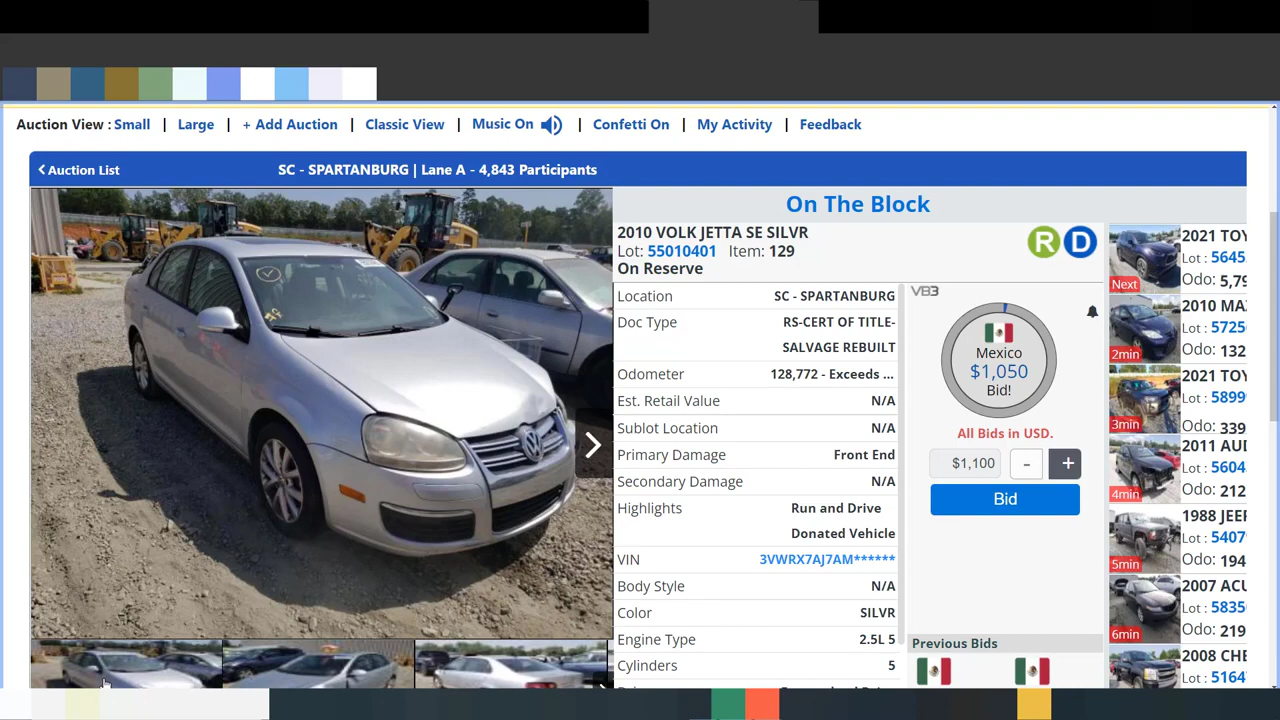 Auction View : Small | Large | + Add Auction | Classic View | Music On | Confetti On | My Activity | Feedback
Auction List
SC - SPARTANBURG | Lane A - 4,843 Participants
On The Block
2010 VOLK JETTA SE SILVR
Lot: 55010401 Item: 129
On Reserve
R D
Location SC - SPARTANBURG
Doc Type RS-CERT OF TITLE-
SALVAGE REBUILT
Odometer 128,772 - Exceeds ...
Est. Retail Value N/A
Sublot Location N/A
Primary Damage Front End
Secondary Damage N/A
Highlights Run and Drive
Donated Vehicle
VIN 3VWRX7AJ7AM******
Body Style N/A
Color SILVR
Engine Type 2.5L 5
Cylinders 5
VB3
Mexico
$1,050
Bid!
All Bids in USD.
$1,100 - +
Bid
Previous Bids
2021 TOY
Lot : 5645
Next Odo: 5,79
2010 MA
Lot : 5725
2min Odo: 132
2021 TOY
Lot : 5899
3min Odo: 339
2011 AUD
Lot : 5604
4min Odo: 212
1988 JEEP
Lot : 5407
5min Odo: 194
2007 ACU
Lot : 5835
6min Odo: 219
2008 CHE
Lot : 5164